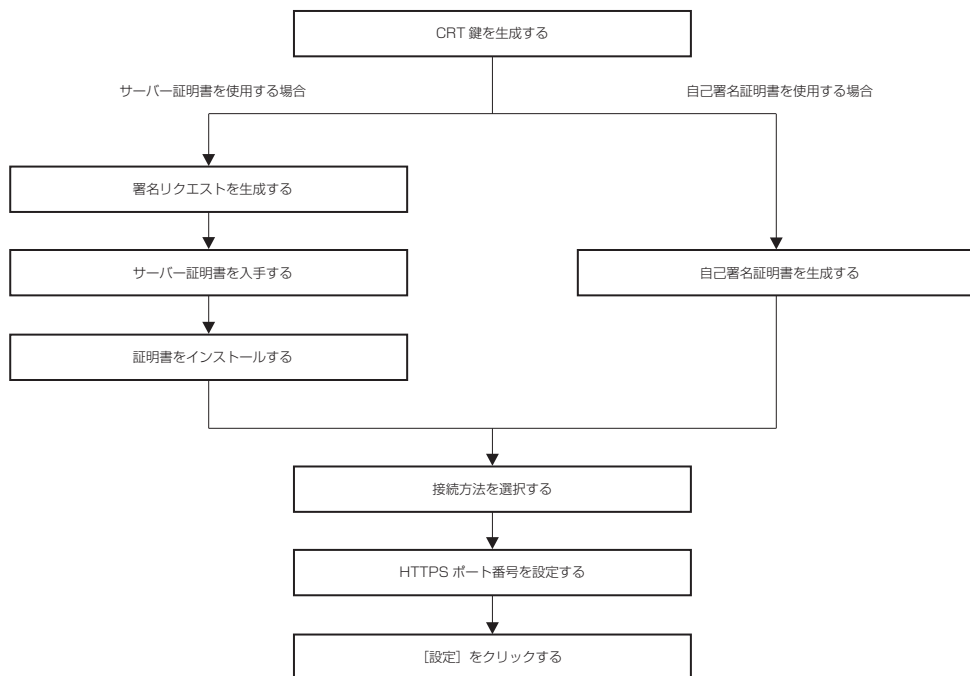 CRT 鍵を生成する
サーバー証明書を使用する場合
自己署名証明書を使用する場合
署名リクエストを生成する
サーバー証明書を入手する
自己署名証明書を生成する
証明書をインストールする
接続方法を選択する
HTTPS ポート番号を設定する
［設定］をクリックする